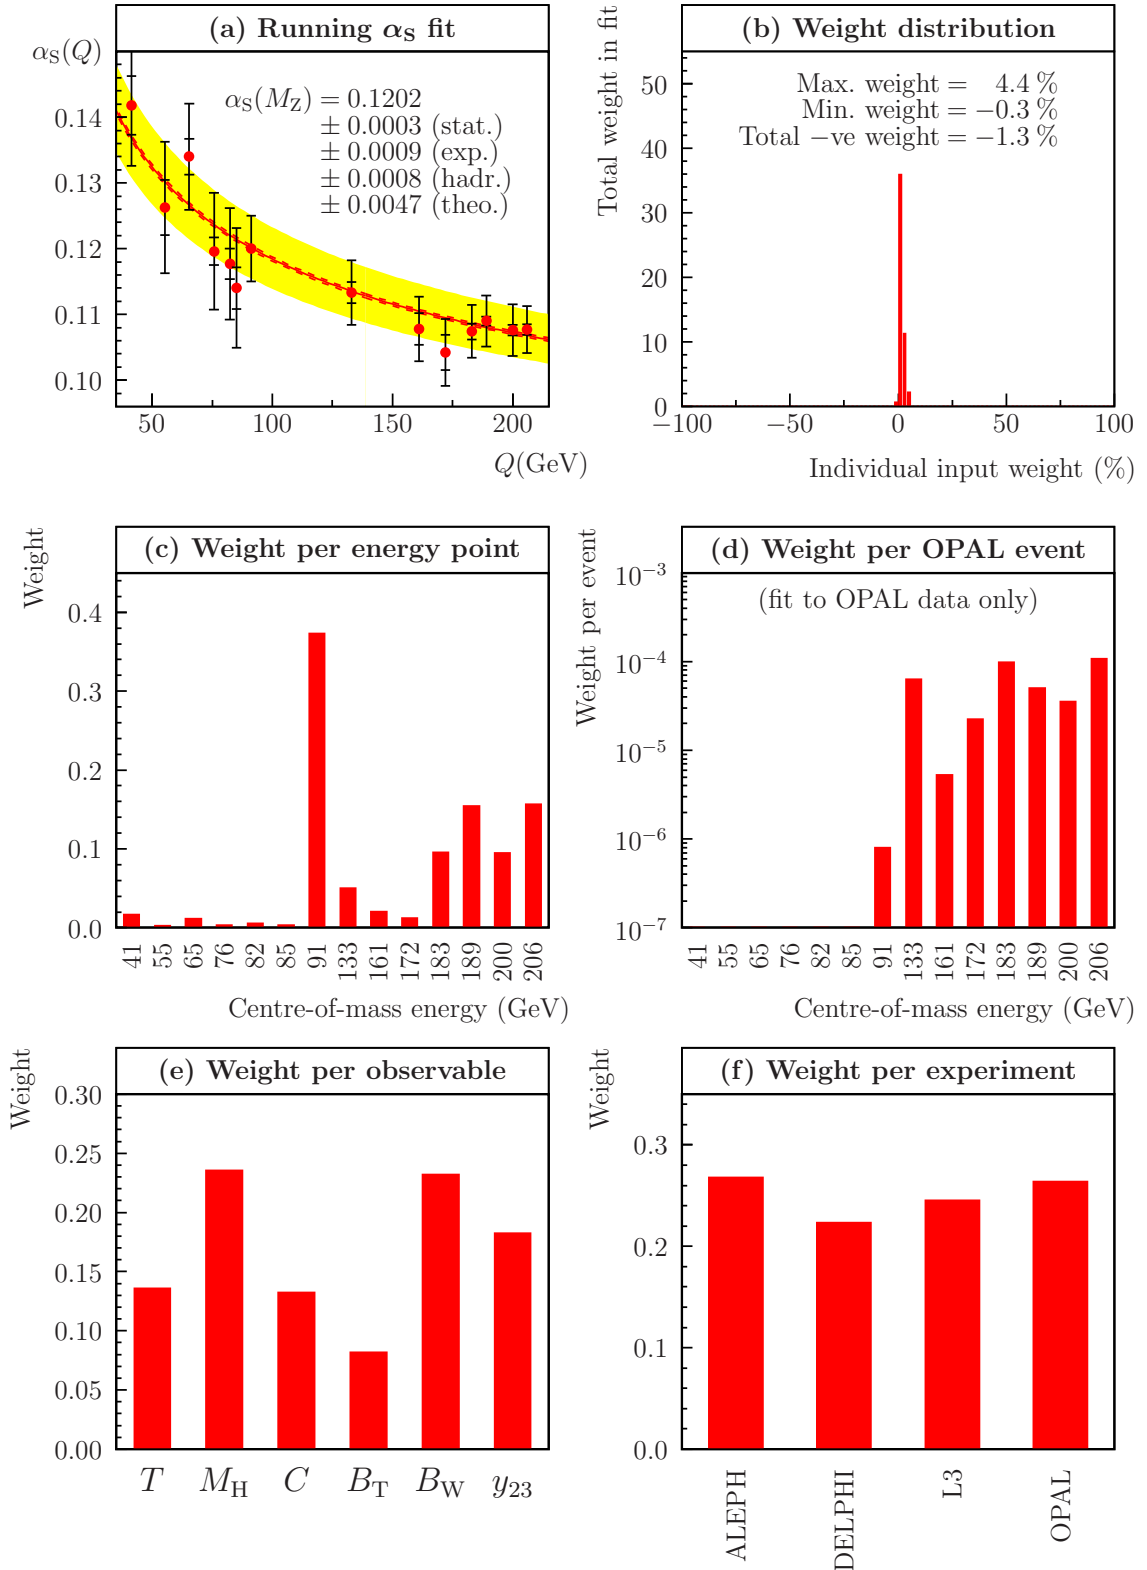 (a) Running αS fit
αS(Q)
0.14
0.13
0.12
0.11
0.10
αS(MZ) = 0.1202
± 0.0003 (stat.)
± 0.0009 (exp.)
± 0.0008 (hadr.)
± 0.0047 (theo.)
50 100 150 200
Q(GeV)
(b) Weight distribution
Total weight in fit
50
40
30
20
10
0
Max. weight = 4.4 %
Min. weight = −0.3 %
Total −ve weight = −1.3 %
−100 −50 0 50 100
Individual input weight (%)
(c) Weight per energy point
Weight
0.4
0.3
0.2
0.1
0.0
41 55 65 76 82 85 91 133 161 172 183 189 200 206
Centre-of-mass energy (GeV)
(d) Weight per OPAL event
Weight per event
(fit to OPAL data only)
10−3
10−4
10−5
10−6
10−7
41 55 65 76 82 85 91 133 161 172 183 189 200 206
Centre-of-mass energy (GeV)
(e) Weight per observable
Weight
0.30
0.25
0.20
0.15
0.10
0.05
0.00
T MH C BT BW y23
(f) Weight per experiment
Weight
0.3
0.2
0.1
0.0
ALEPH DELPHI L3 OPAL